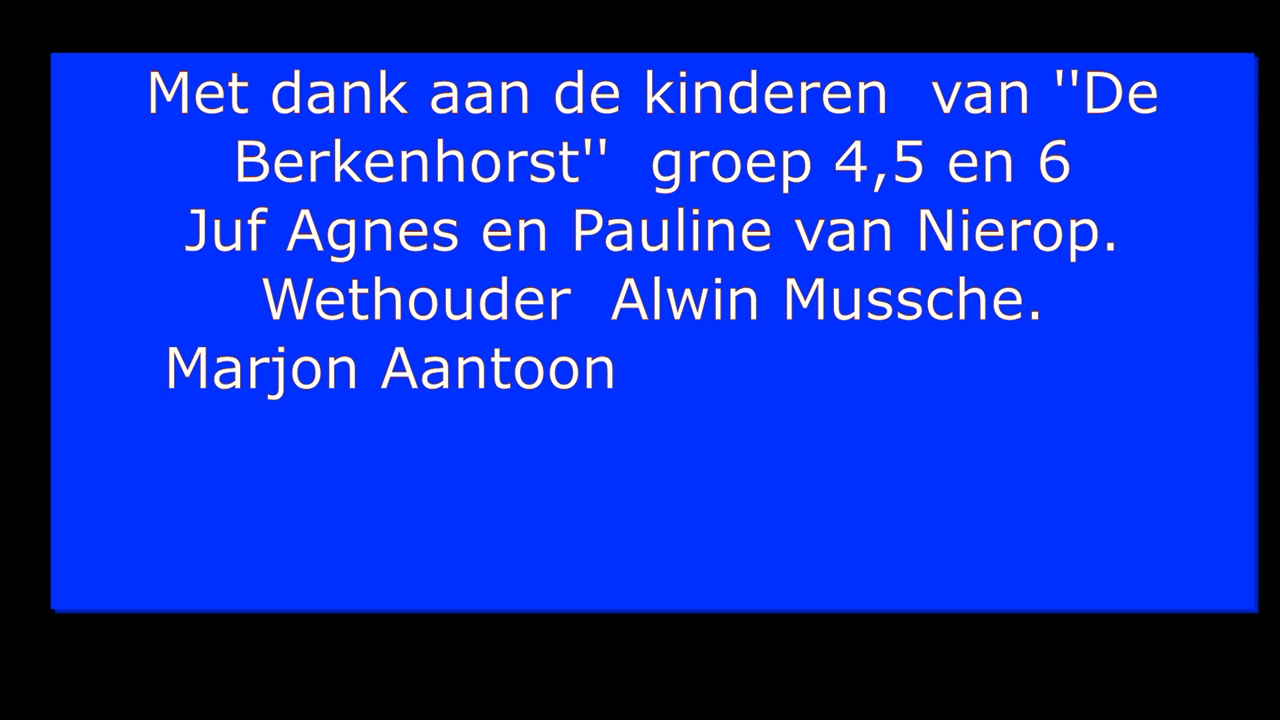 Met dank aan de kinderen  van "De
Berkenhorst"  groep 4,5 en 6
Juf Agnes en Pauline van Nierop.
Wethouder  Alwin Mussche.
Marjon Aantoon